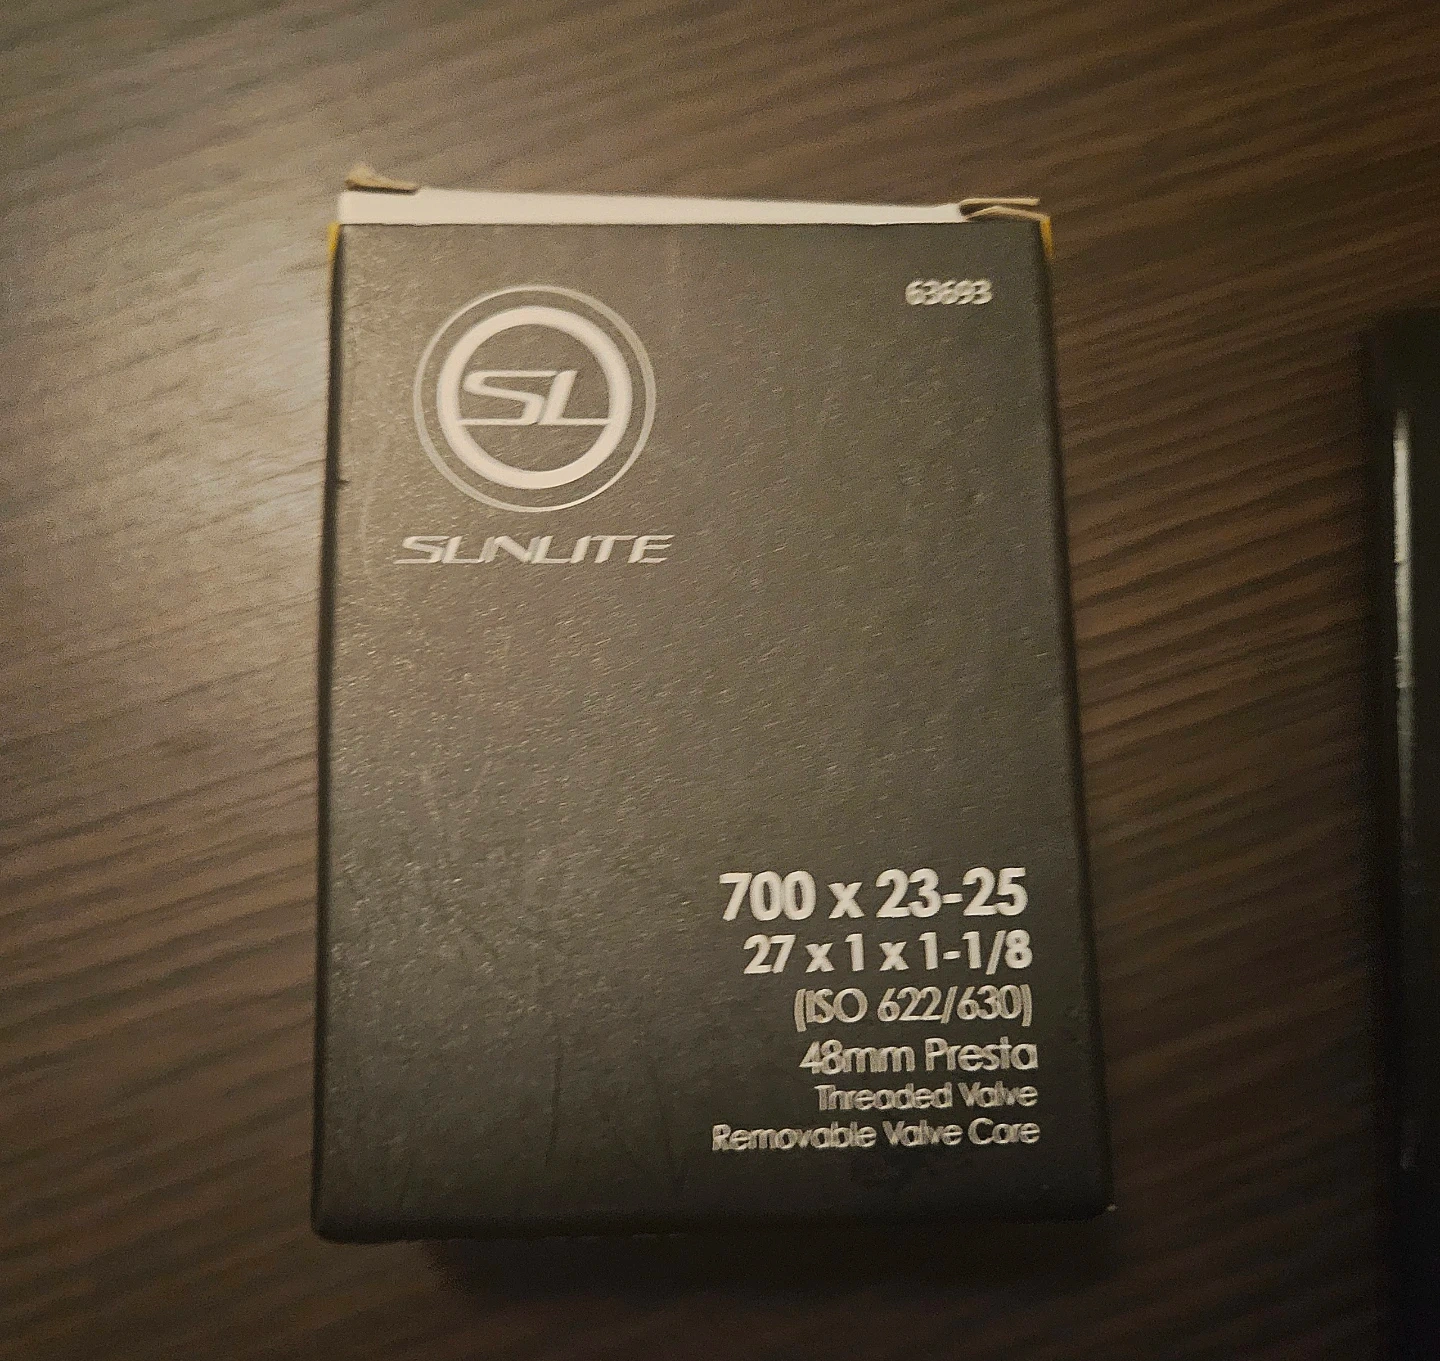 63693
SL
SUNLITE
700 x 23-25
27 x 1 x 1-1/8
(ISO 622/630)
48mm Presta
Threaded Valve
Removable Valve Core